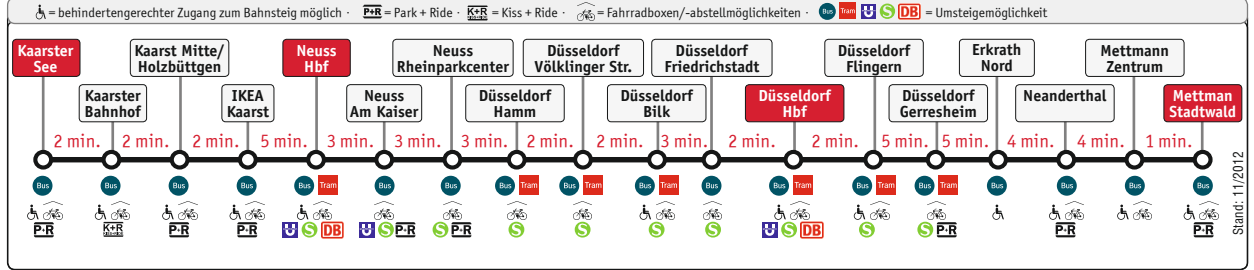 = behindertengerechter Zugang zum Bahnsteig möglich · P+R = Park + Ride · K+R = Kiss + Ride · = Fahrradboxen/-abstellmöglichkeiten · Bus Tram U S DB = Umsteigemöglichkeit
Kaarster See
Kaarst Mitte/ Holzbüttgen
Neuss Hbf
Neuss Rheinparkcenter
Düsseldorf Völklinger Str.
Düsseldorf Friedrichstadt
Düsseldorf Flingern
Erkrath Nord
Mettmann Zentrum
Kaarster Bahnhof
IKEA Kaarst
Neuss Am Kaiser
Düsseldorf Hamm
Düsseldorf Bilk
Düsseldorf Hbf
Düsseldorf Gerresheim
Neanderthal
Mettman Stadtwald
2 min. 2 min. 2 min. 5 min. 3 min. 3 min. 3 min. 2 min. 2 min. 3 min. 2 min. 2 min. 5 min. 5 min. 4 min. 4 min. 1 min.
Bus Bus Bus Bus Bus Tram Bus Bus Bus Tram Bus Tram Bus Tram Bus Bus Tram Bus Tram Bus Tram Bus Bus Bus Bus
P+R K+R P+R P+R U S DB U S P+R S P+R S S S S U S DB S S P+R P+R P+R
Stand: 11/2012